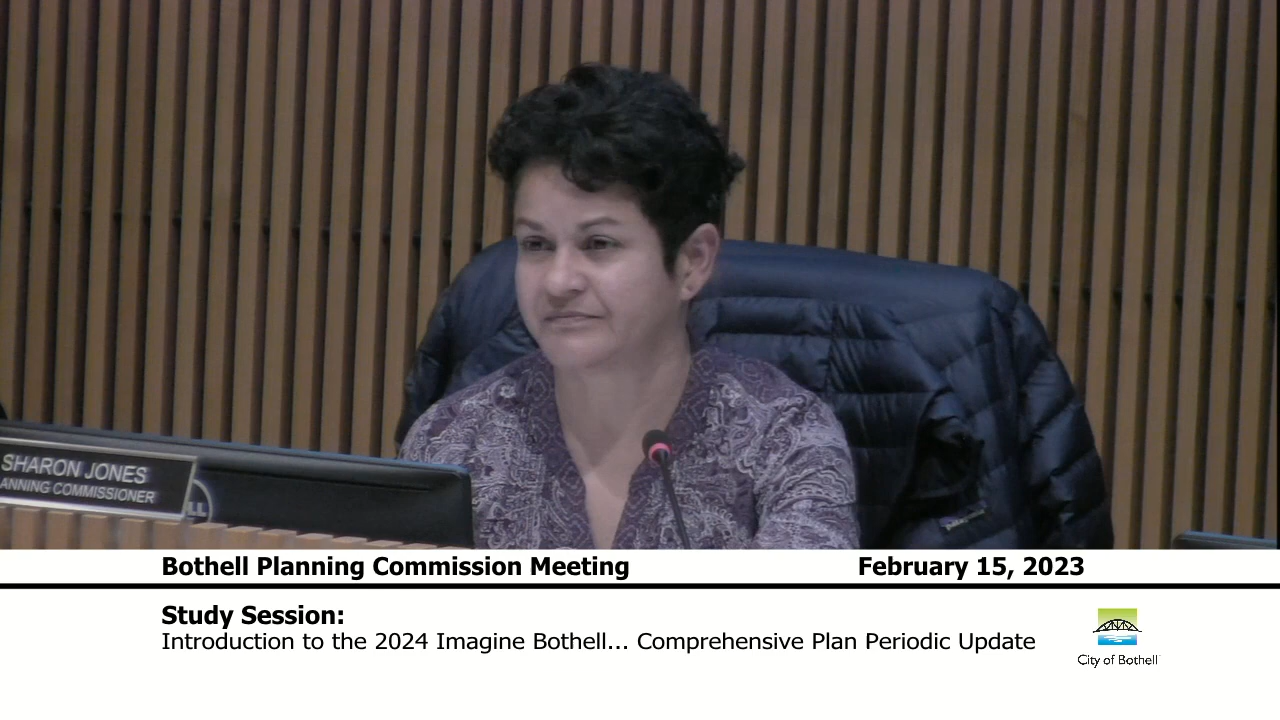 SHARON JONES
ANNING COMMISSIONER
LL
Bothell Planning Commission Meeting
February 15, 2023
Study Session:
Introduction to the 2024 Imagine Bothell... Comprehensive Plan Periodic Update
City of Bothell